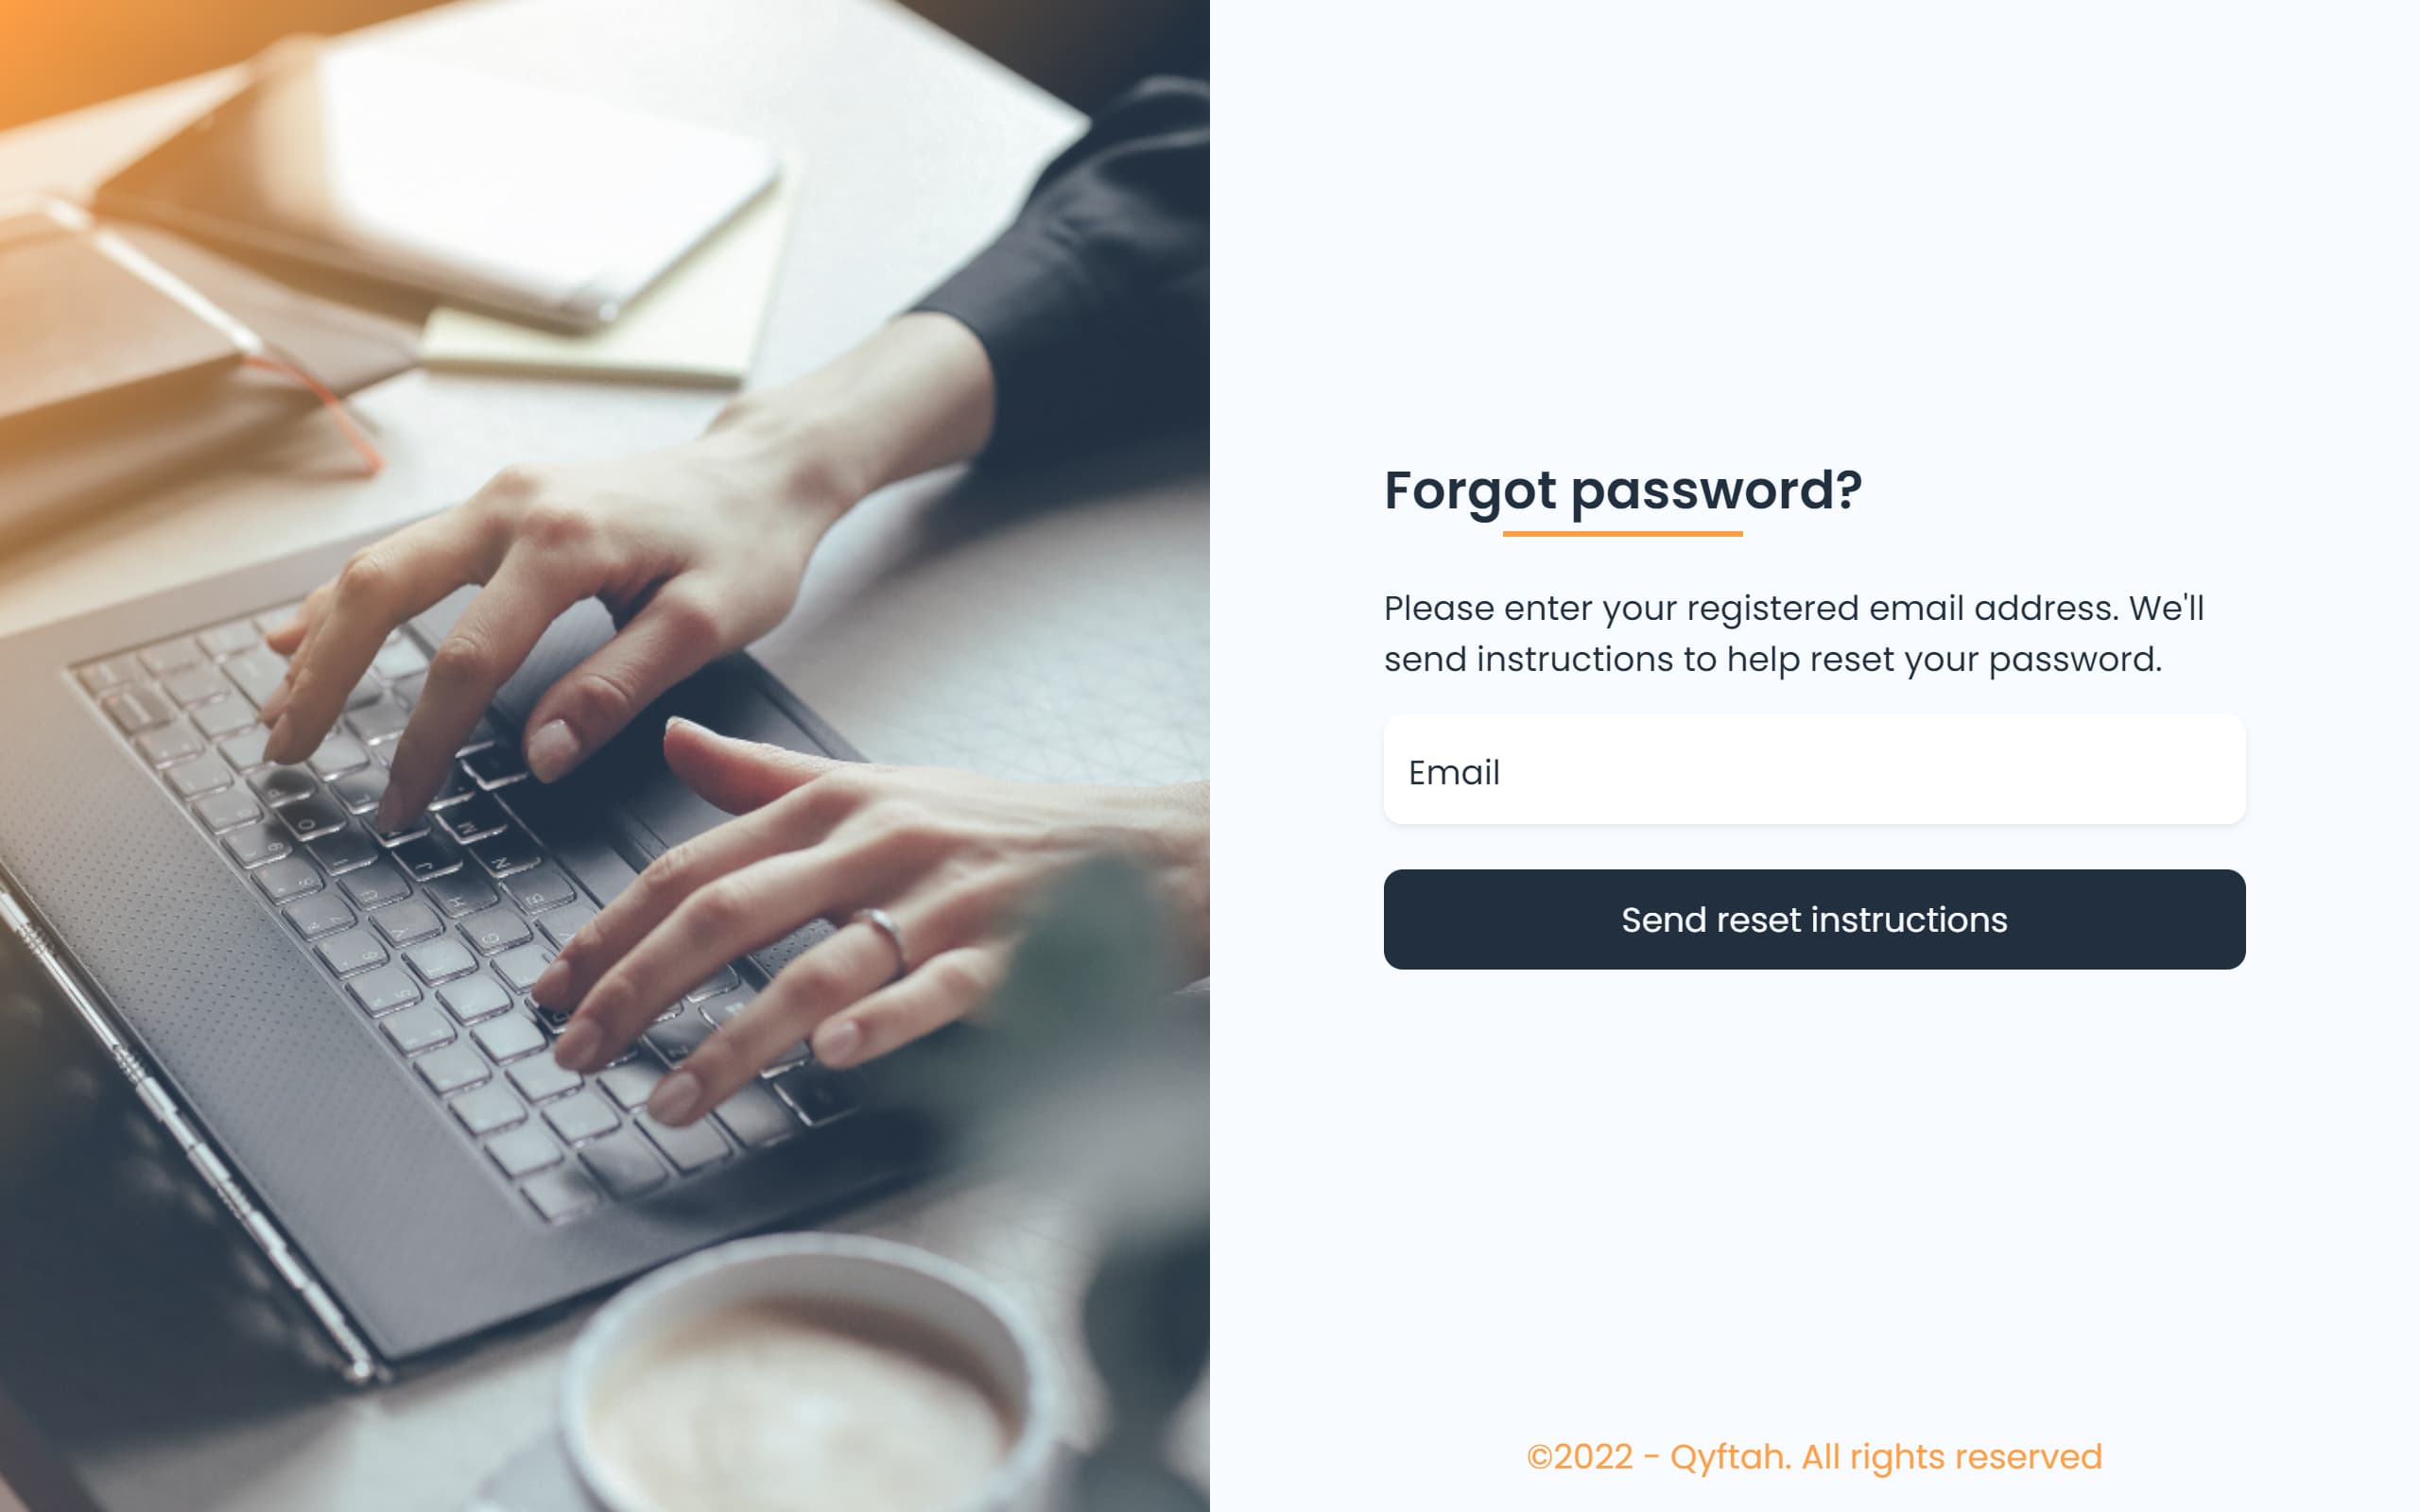 Forgot password?
Please enter your registered email address. We'll
send instructions to help reset your password.
Email
Send reset instructions
©2022 - Qyftah. All rights reserved